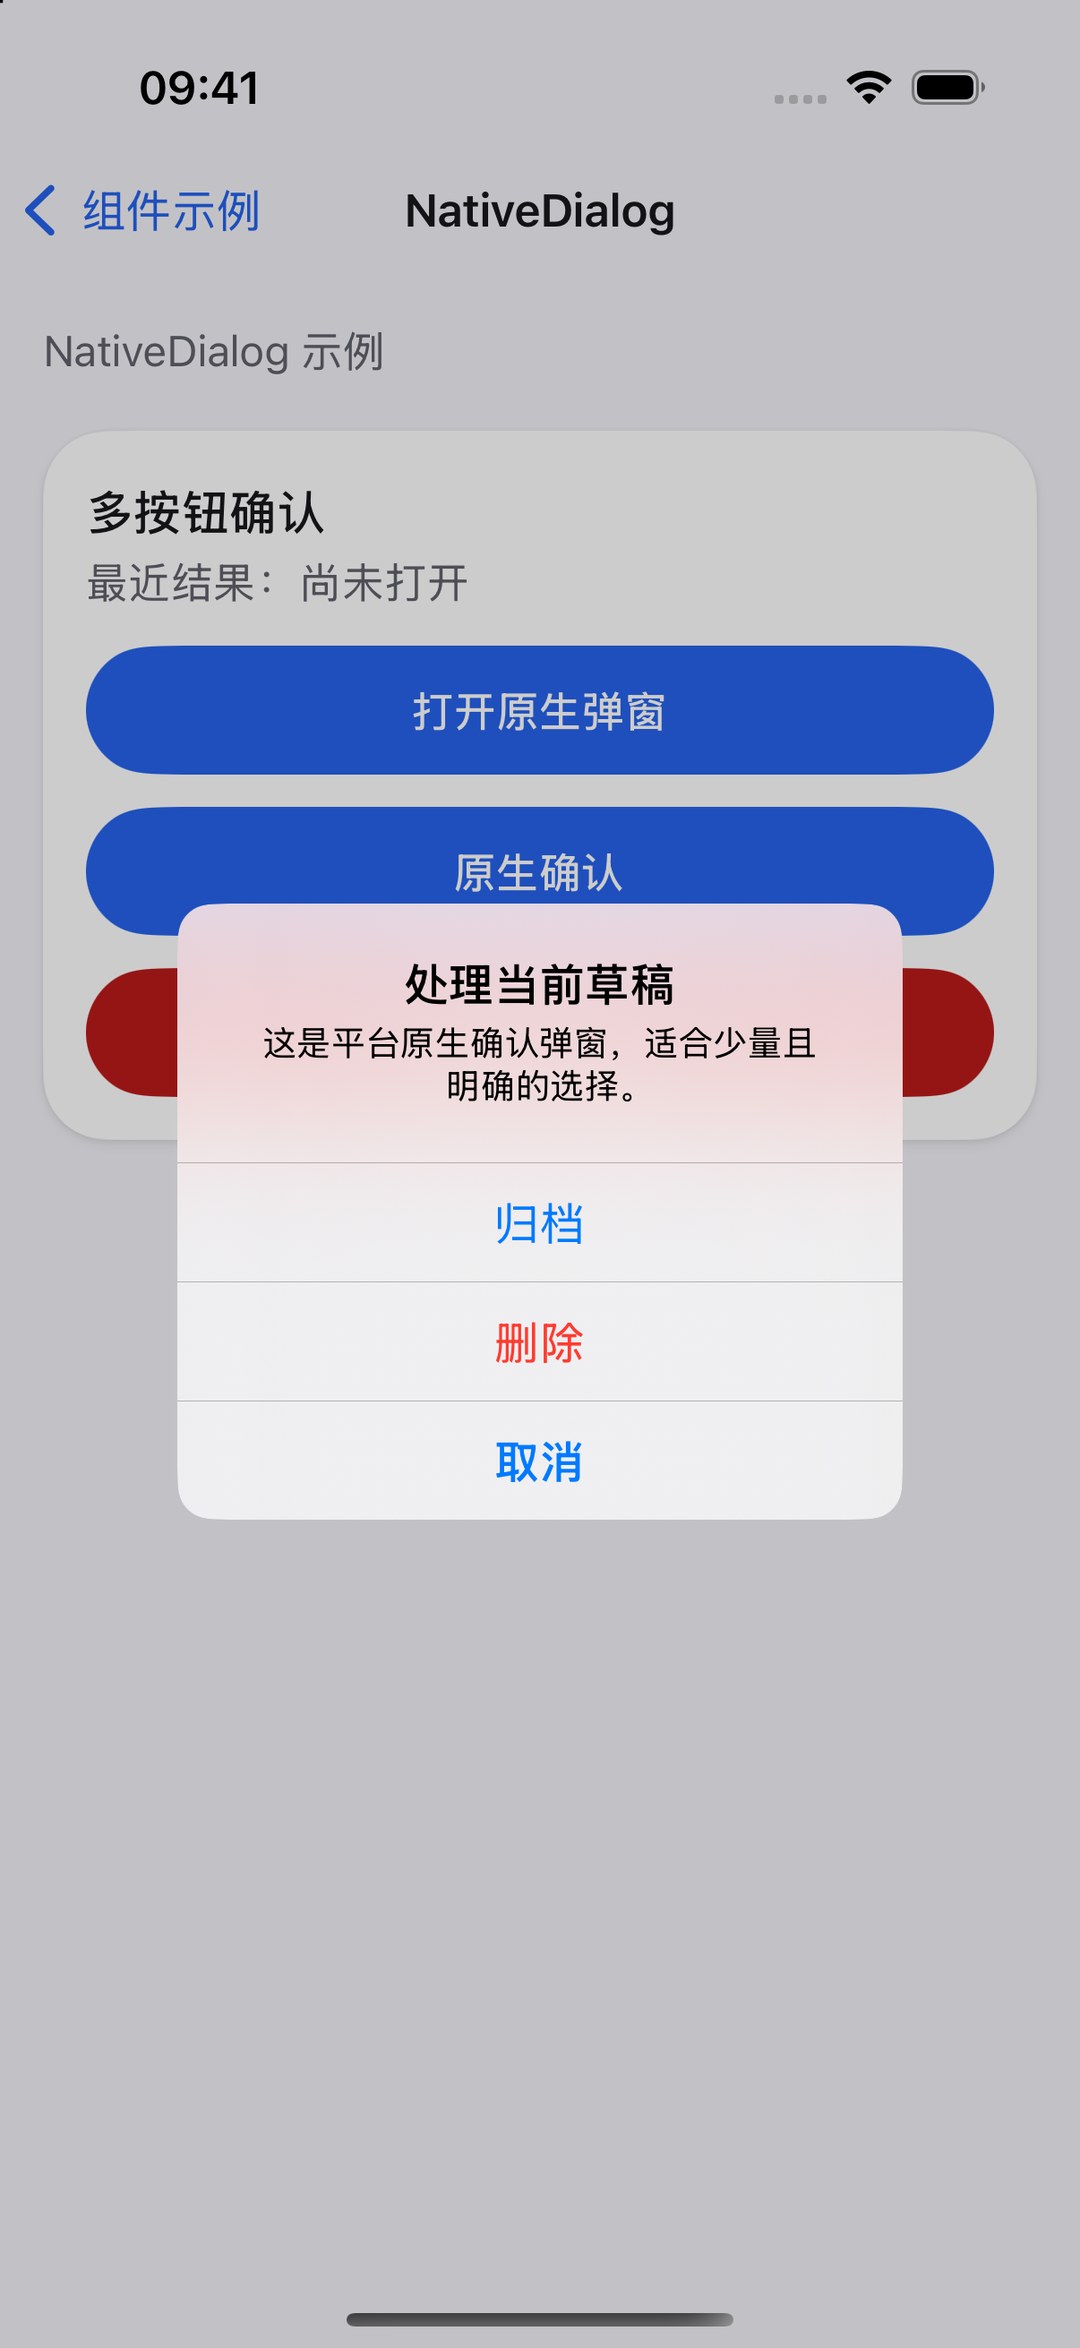 09:41
组件示例
NativeDialog
NativeDialog 示例
多按钮确认
最近结果：尚未打开
打开原生弹窗
原生确认
处理当前草稿
这是平台原生确认弹窗，适合少量且
明确的选择。
归档
删除
取消